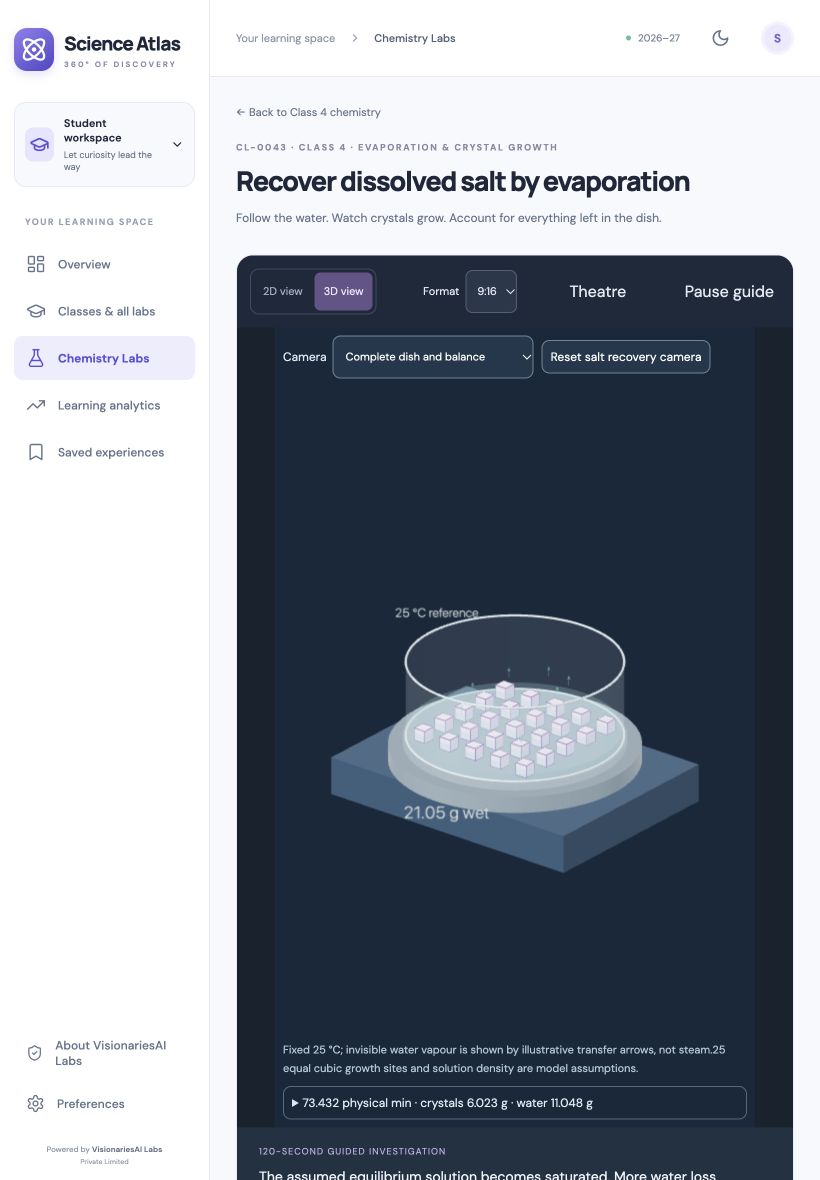 Science Atlas
360° OF DISCOVERY
Student
workspace
Let curiosity lead the
way
YOUR LEARNING SPACE
Overview
Classes & all labs
Chemistry Labs
Learning analytics
Saved experiences
About VisionariesAI
Labs
Preferences
Powered by VisionariesAI Labs
Private Limited
Your learning space > Chemistry Labs
2026–27
S
← Back to Class 4 chemistry
CL-0043 · CLASS 4 · EVAPORATION & CRYSTAL GROWTH
Recover dissolved salt by evaporation
Follow the water. Watch crystals grow. Account for everything left in the dish.
2D view 3D view Format 9:16 Theatre Pause guide
Camera Complete dish and balance Reset salt recovery camera
25 °C reference
21.05 g wet
Fixed 25 °C; invisible water vapour is shown by illustrative transfer arrows, not steam.25
equal cubic growth sites and solution density are model assumptions.
▶ 73.432 physical min · crystals 6.023 g · water 11.048 g
120-SECOND GUIDED INVESTIGATION
The assumed equilibrium solution becomes saturated. More water loss